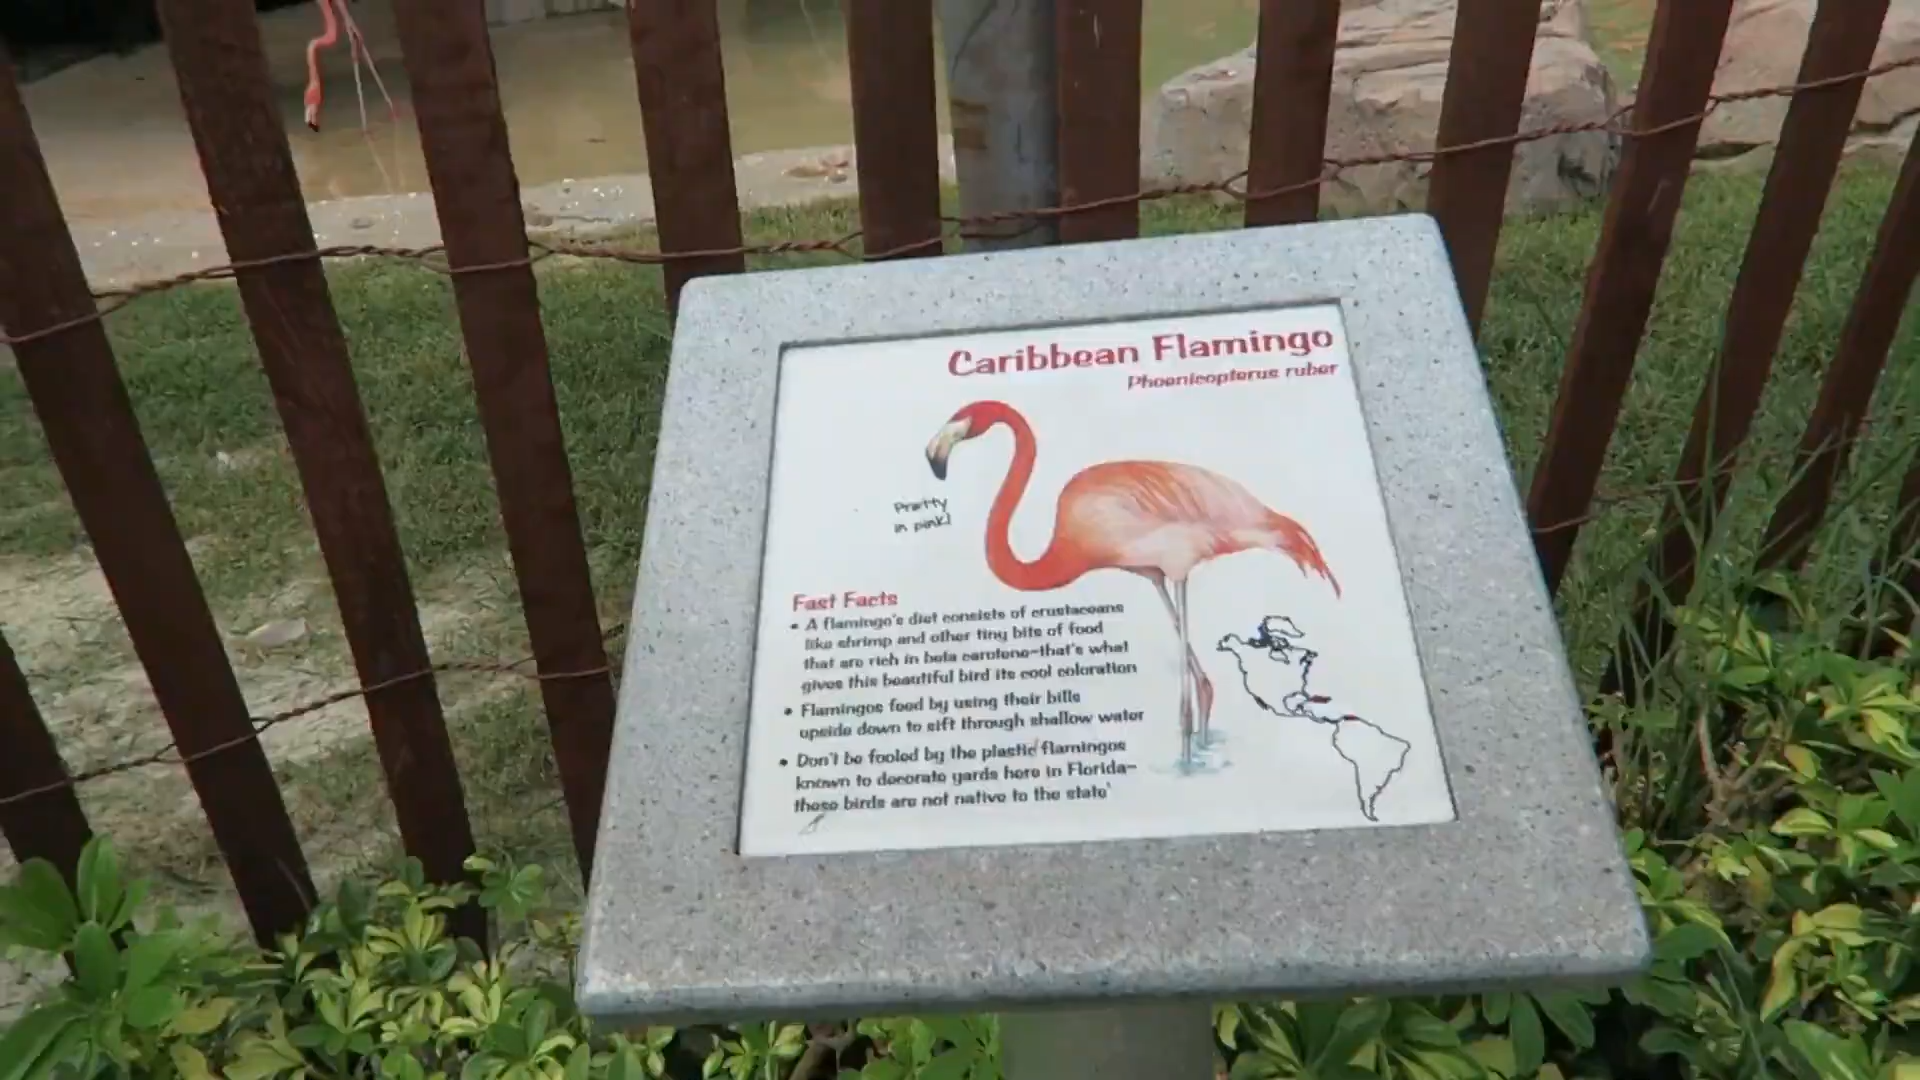 Caribbean Flamingo
Phoenicopterus ruber
Pretty
in pink!
Fast Facts
• A flamingo's diet consists of crustaceans
like shrimp and other tiny bits of food
that are rich in beta carotene–that's what
gives this beautiful bird its cool coloration
• Flamingos feed by using their bills
upside down to sift through shallow water
• Don't be fooled by the plastic flamingos
known to decorate yards here in Florida–
these birds are not native to the state'